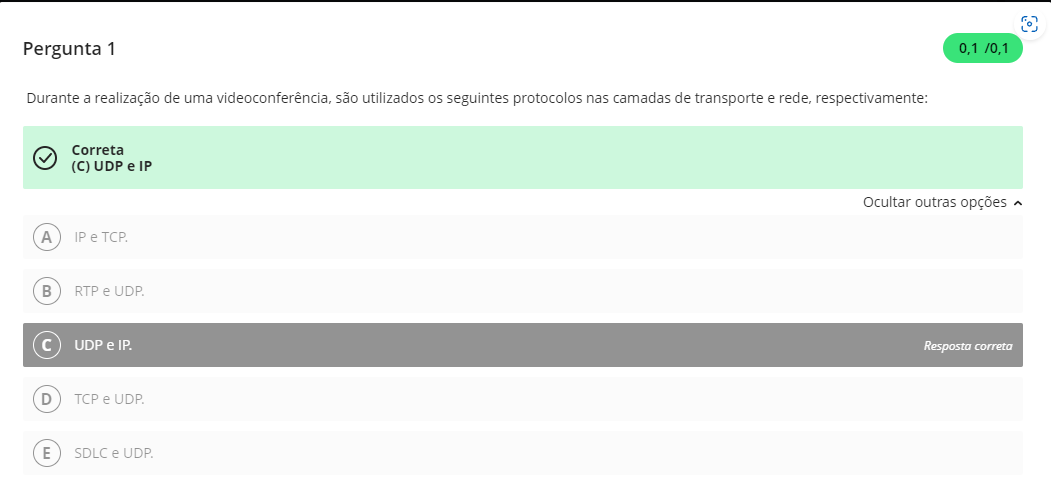 Pergunta 1
0,1 /0,1
Durante a realização de uma videoconferência, são utilizados os seguintes protocolos nas camadas de transporte e rede, respectivamente:
Correta
(C) UDP e IP
Ocultar outras opções
A IP e TCP.
B RTP e UDP.
C UDP e IP. Resposta correta
D TCP e UDP.
E SDLC e UDP.